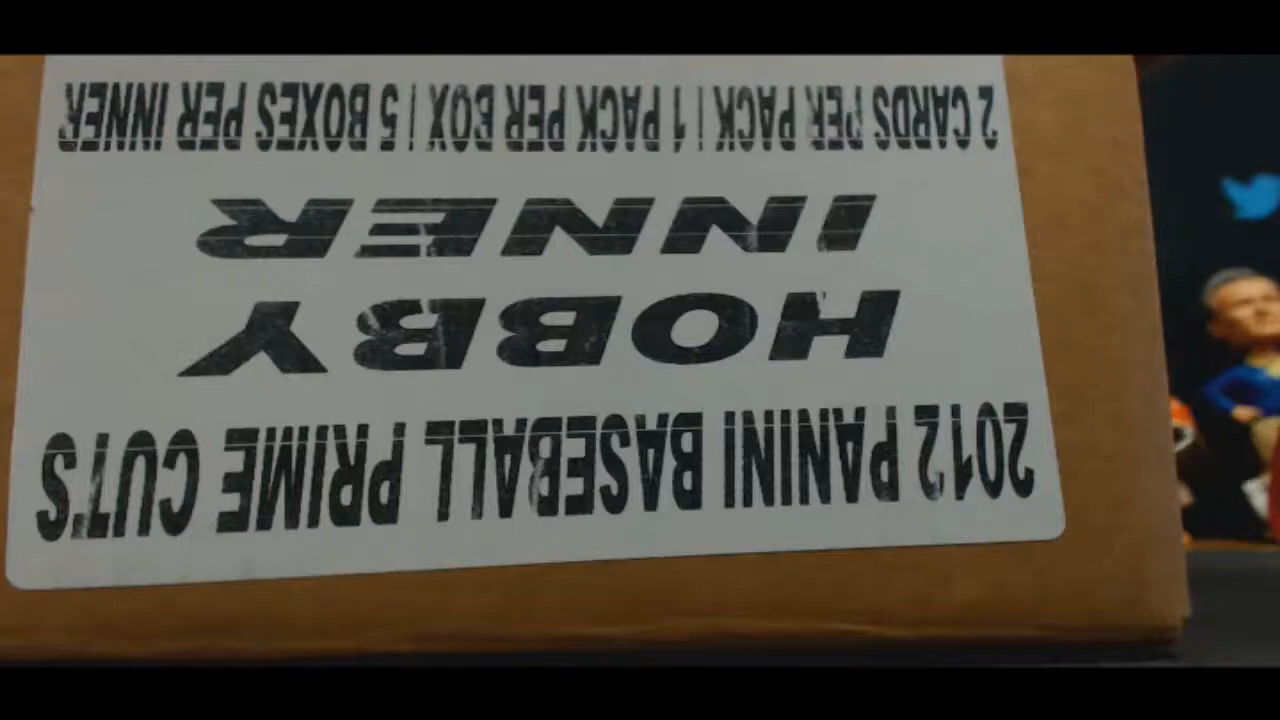 2012 PANINI BASEBALL PRIME CUTS
HOBBY
INNER
2 CARDS PER PACK | 1 PACK PER BOX | 5 BOXES PER INNER